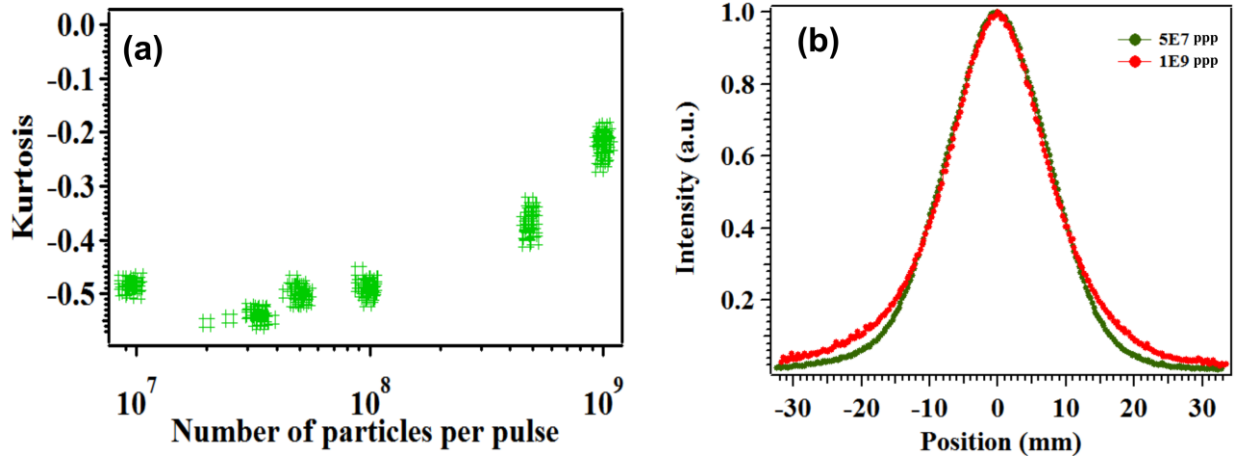 (a)
Kurtosis
0.0
-0.1
-0.2
-0.3
-0.4
-0.5
10^7
10^8
10^9
Number of particles per pulse
(b)
5E7 ppp
1E9 ppp
Intensity (a.u.)
1.0
0.8
0.6
0.4
0.2
-30
-20
-10
0
10
20
30
Position (mm)